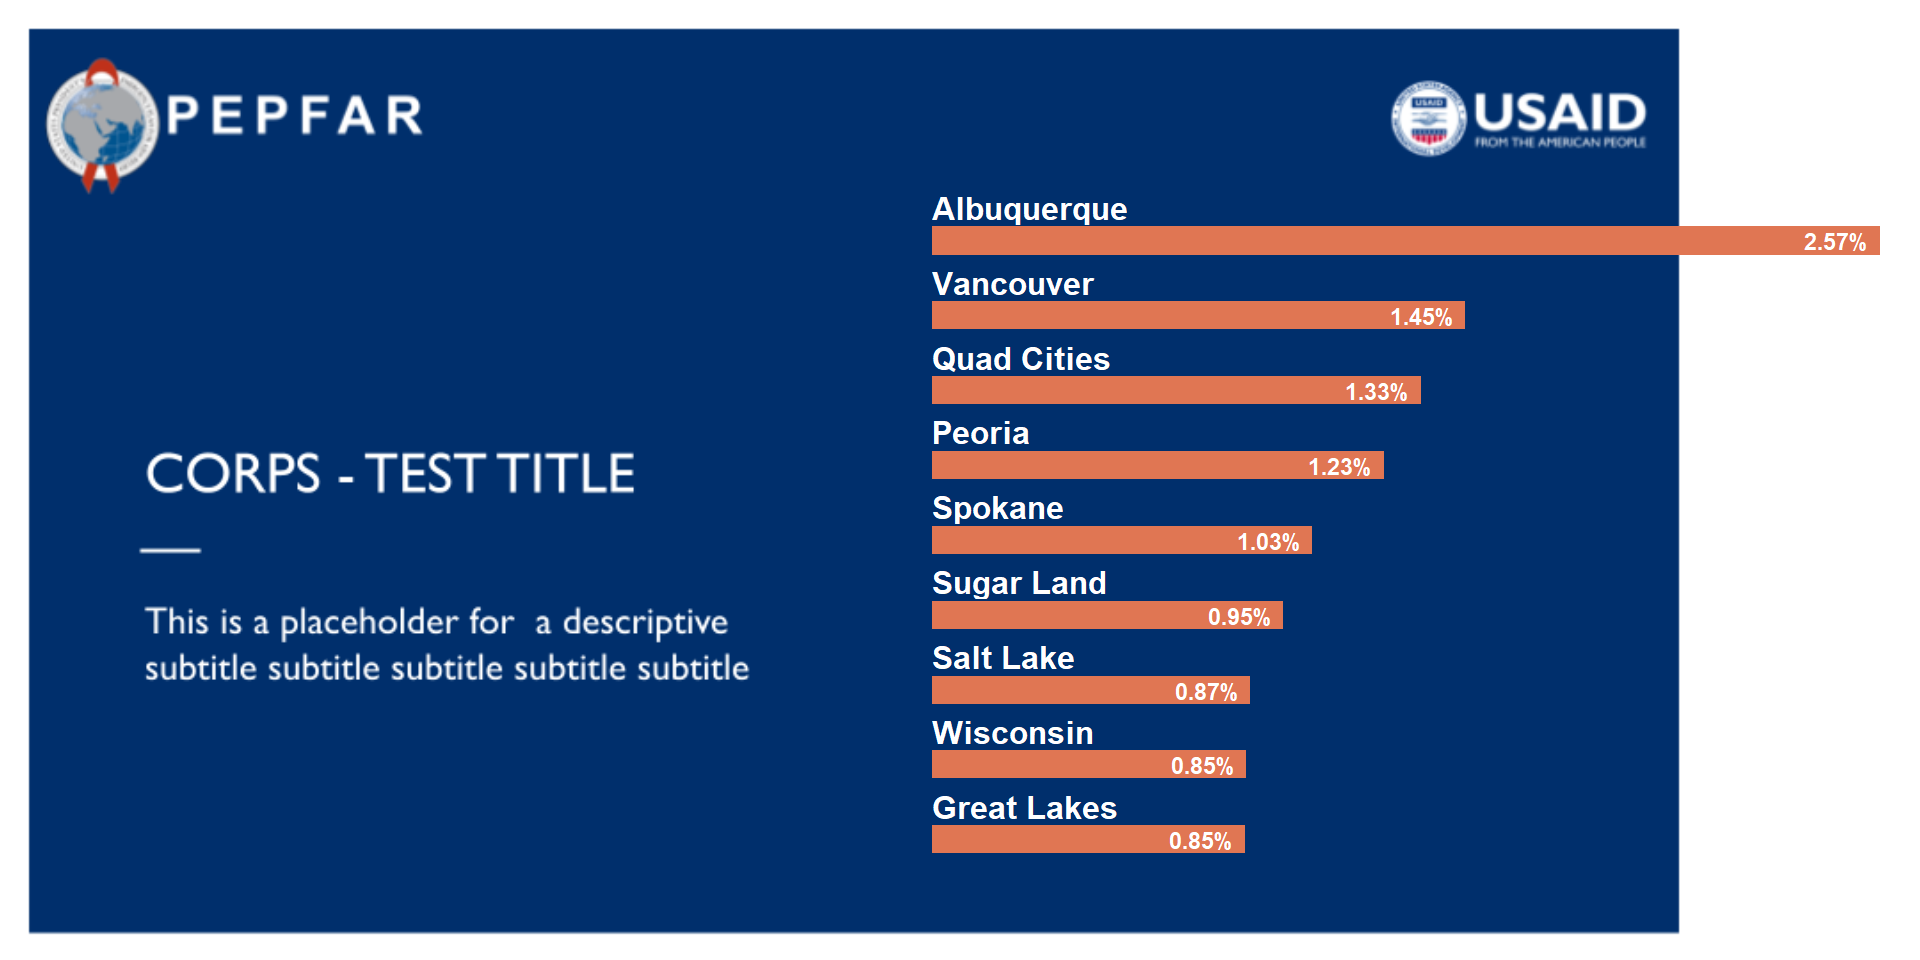 PEPFAR
USAID
USAID
FROM THE AMERICAN PEOPLE
CORPS - TEST TITLE
This is a placeholder for  a descriptive
subtitle subtitle subtitle subtitle subtitle
Albuquerque
2.57%
Vancouver
1.45%
Quad Cities
1.33%
Peoria
1.23%
Spokane
1.03%
Sugar Land
0.95%
Salt Lake
0.87%
Wisconsin
0.85%
Great Lakes
0.85%